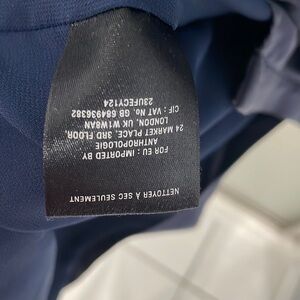 NETTOYER A SEC SEULEMENT
FOR EU : IMPORTED BY
ANTHROPOLOGIE
24 MARKET PLACE, 3RD FLOOR,
LONDON, UK W1W8AN
CIF : VAT No. GB 684936382
23UFECY124